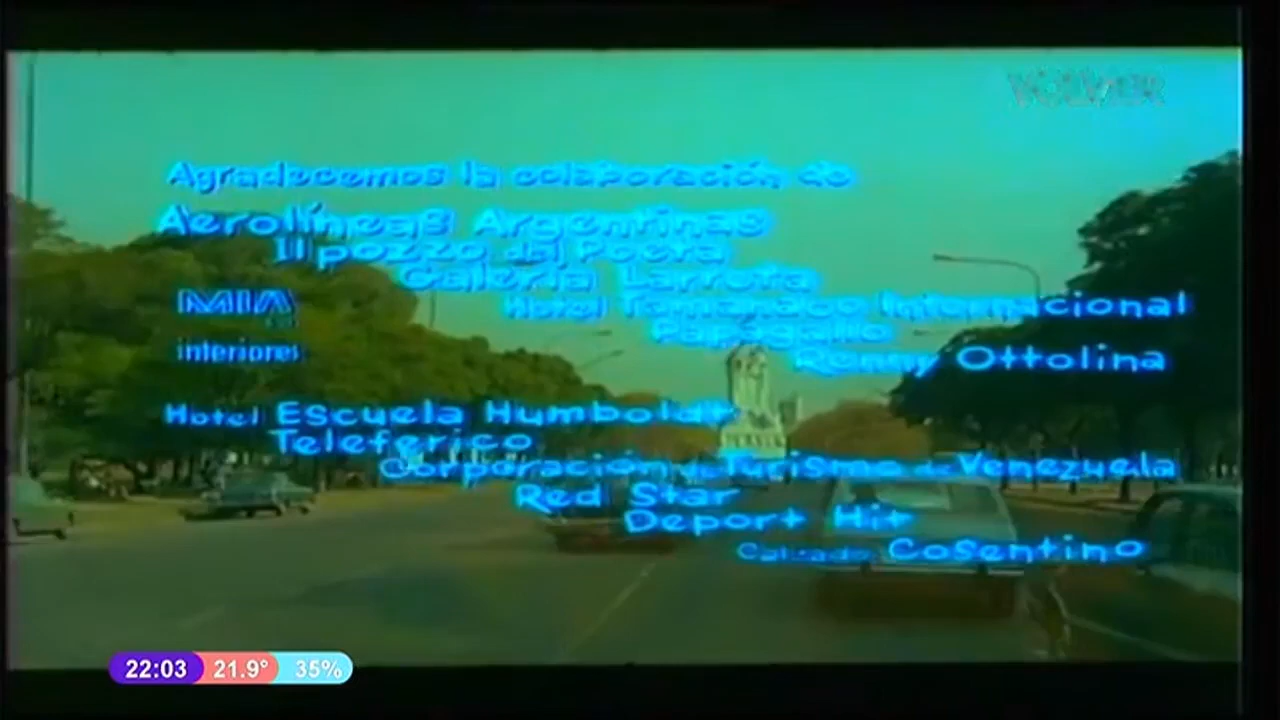 VOLVER
Agradecemos la colaboración de
Aerolíneas Argentinas
Il pozzo del Poeta
Galería Larreta
Hotel Tamanaco Internacional
Papagallo
Renny Ottolina
MIA
interiores
Hotel Escuela Humboldt
Teleferico
Corporación de Turismo de Venezuela
Red Star
Deport Hit
Calzados Cosentino
22:03 21.9° 35%